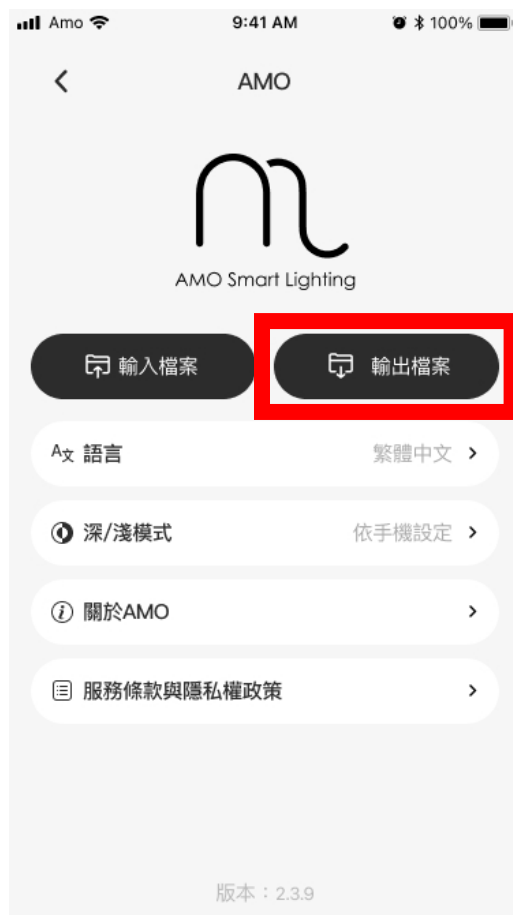 Amo 9:41 AM 100%
AMO
AMO Smart Lighting
輸入檔案 輸出檔案
A文 語言 繁體中文
深/淺模式 依手機設定
關於AMO
服務條款與隱私權政策
版本：2.3.9